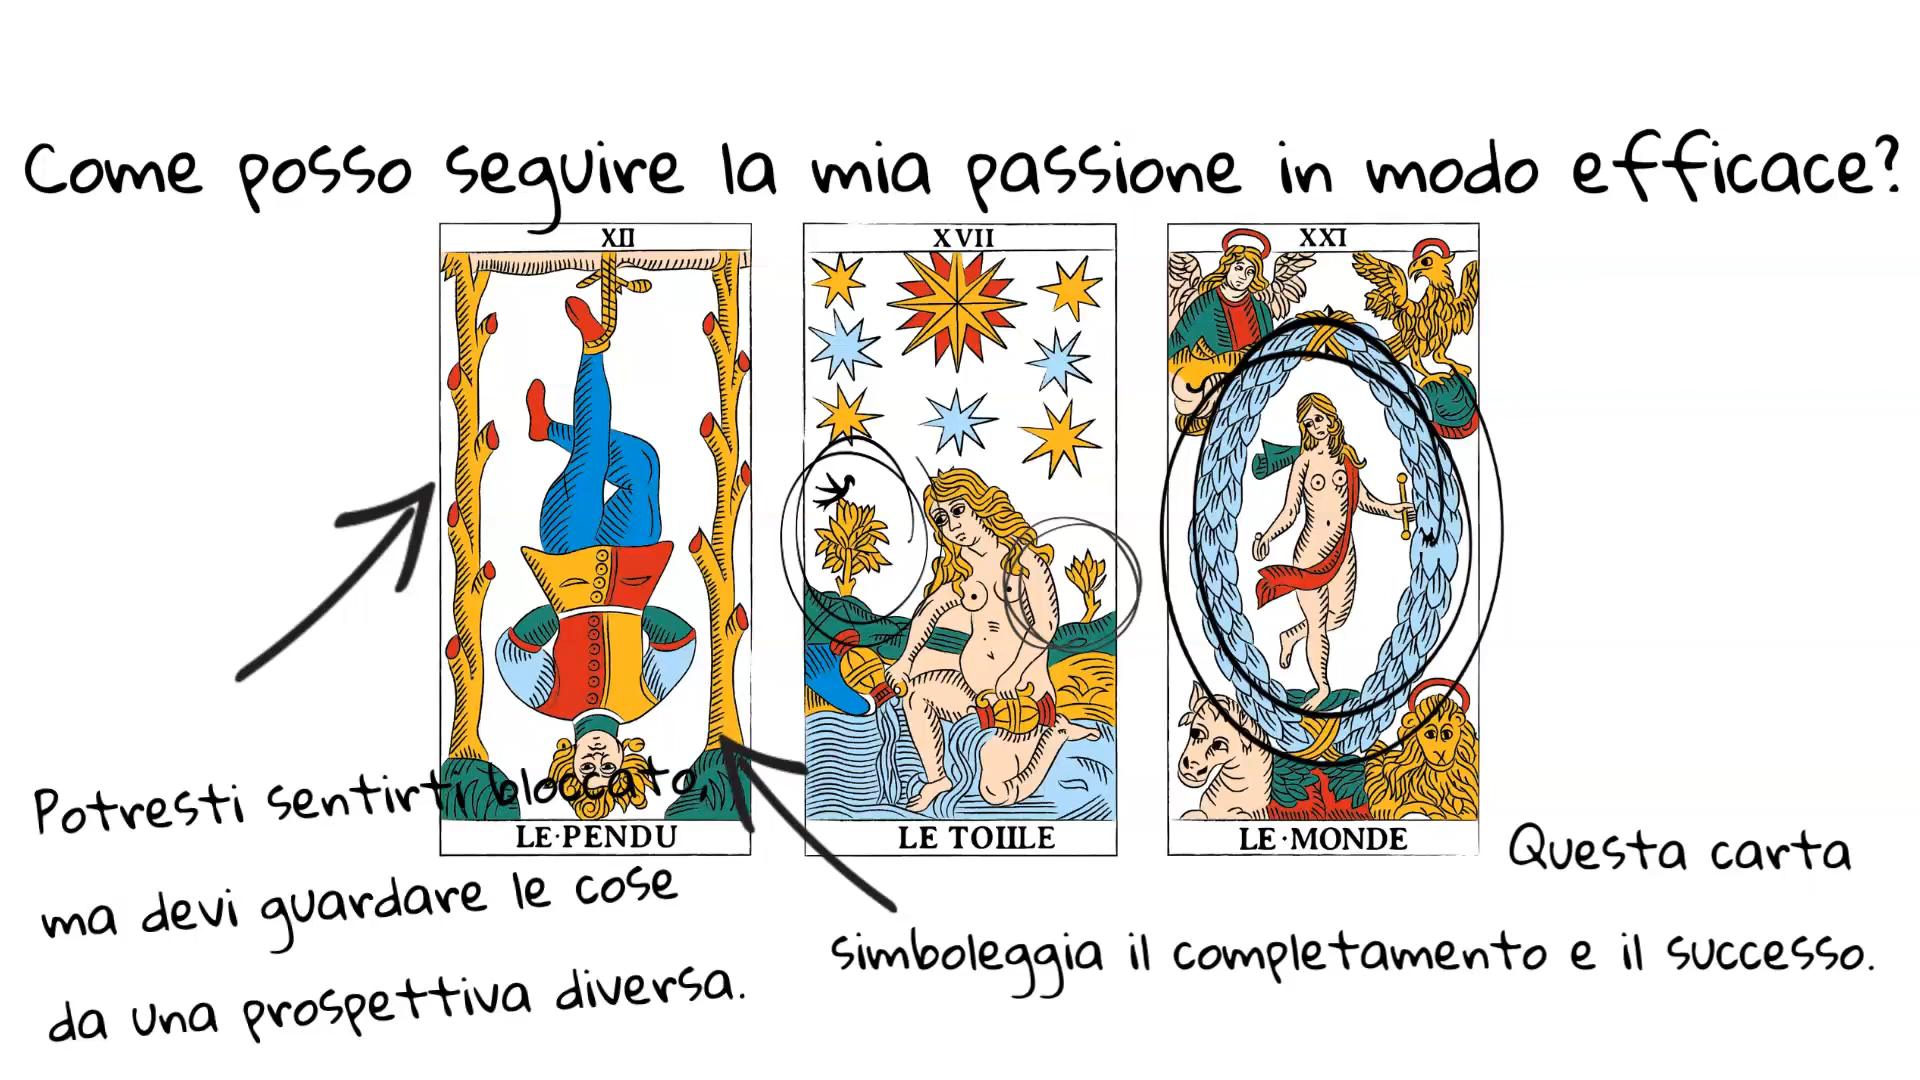 Come posso seguire la mia passione in modo efficace?
XII
XVII
XXI
LE·PENDU
LE TOILLE
LE·MONDE
Potresti sentirti bloccato,
ma devi guardare le cose
da una prospettiva diversa.
Questa carta
simboleggia il completamento e il successo.